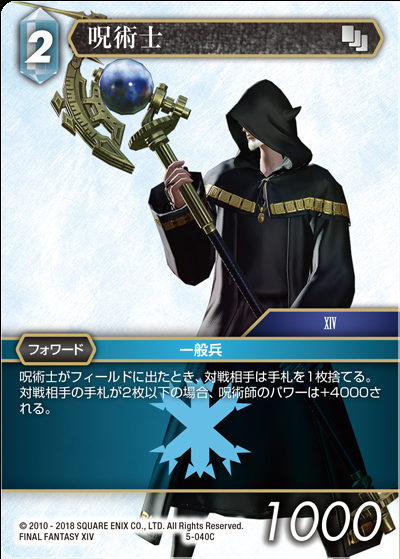 2
呪術士
XIV
フォワード
一般兵
呪術士がフィールドに出たとき、対戦相手は手札を1枚捨てる。
対戦相手の手札が2枚以下の場合、呪術師のパワーは+4000さ
れる。
© 2010 - 2018 SQUARE ENIX CO., LTD. All Rights Reserved.
FINAL FANTASY XIV
5-040C
1000